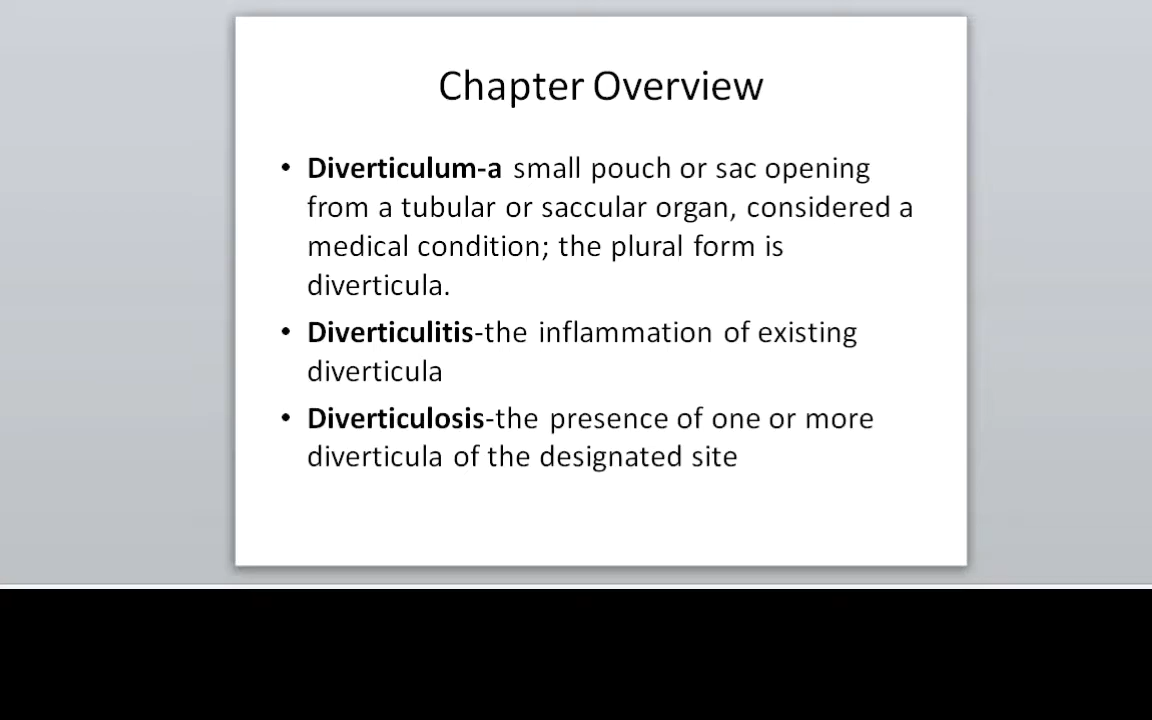 Chapter Overview
• Diverticulum-a small pouch or sac opening
from a tubular or saccular organ, considered a
medical condition; the plural form is
diverticula.
• Diverticulitis-the inflammation of existing
diverticula
• Diverticulosis-the presence of one or more
diverticula of the designated site